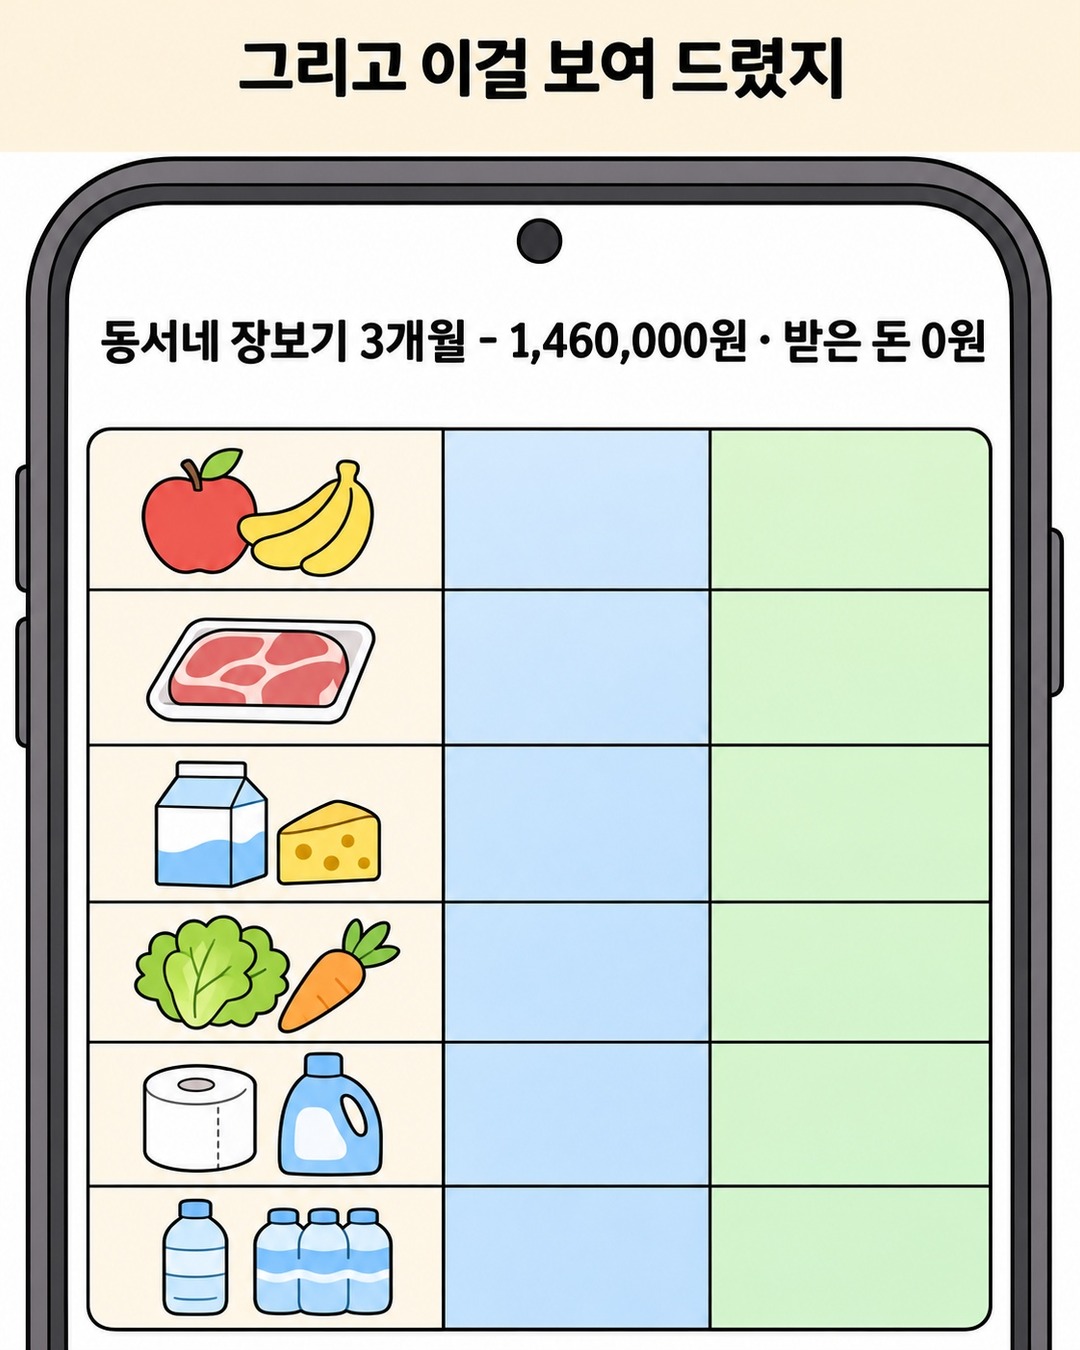 그리고 이걸 보여 드렸지
동서네 장보기 3개월 - 1,460,000원 · 받은 돈 0원